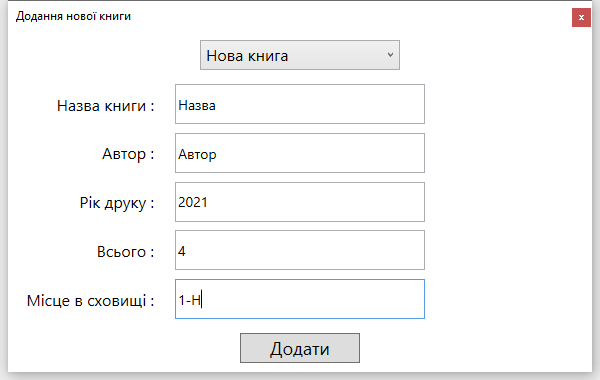 Додання нової книги
x
Нова книга
Назва книги : Назва
Автор : Автор
Рік друку : 2021
Всього : 4
Місце в сховищі : 1-Н
Додати